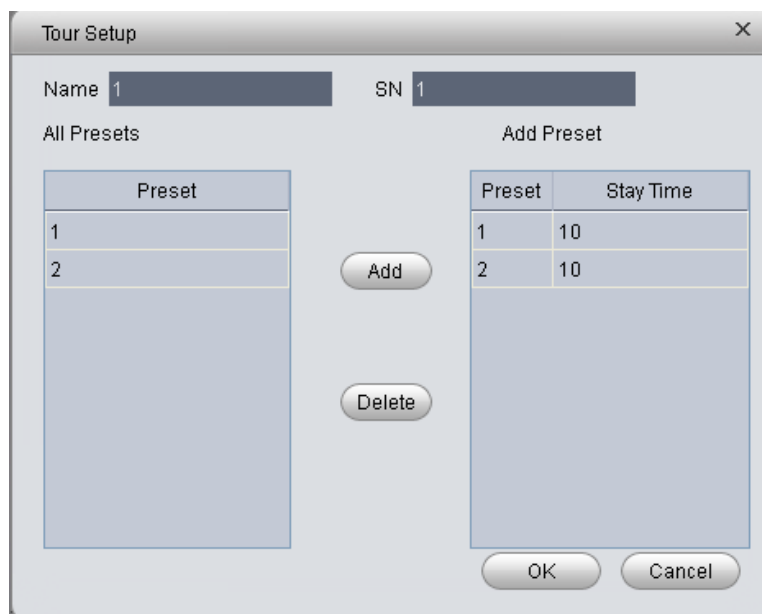 Tour Setup ×
Name 1 SN 1
All Presets Add Preset
Preset Preset Stay Time
1 1 10
2 Add 2 10
Delete
OK Cancel